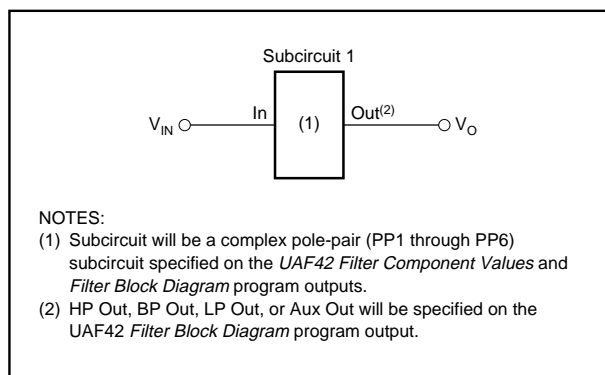 Subcircuit 1
In
(1)
Out(2)
VIN
VO
NOTES:
(1) Subcircuit will be a complex pole-pair (PP1 through PP6)
subcircuit specified on the UAF42 Filter Component Values and
Filter Block Diagram program outputs.
(2) HP Out, BP Out, LP Out, or Aux Out will be specified on the
UAF42 Filter Block Diagram program output.